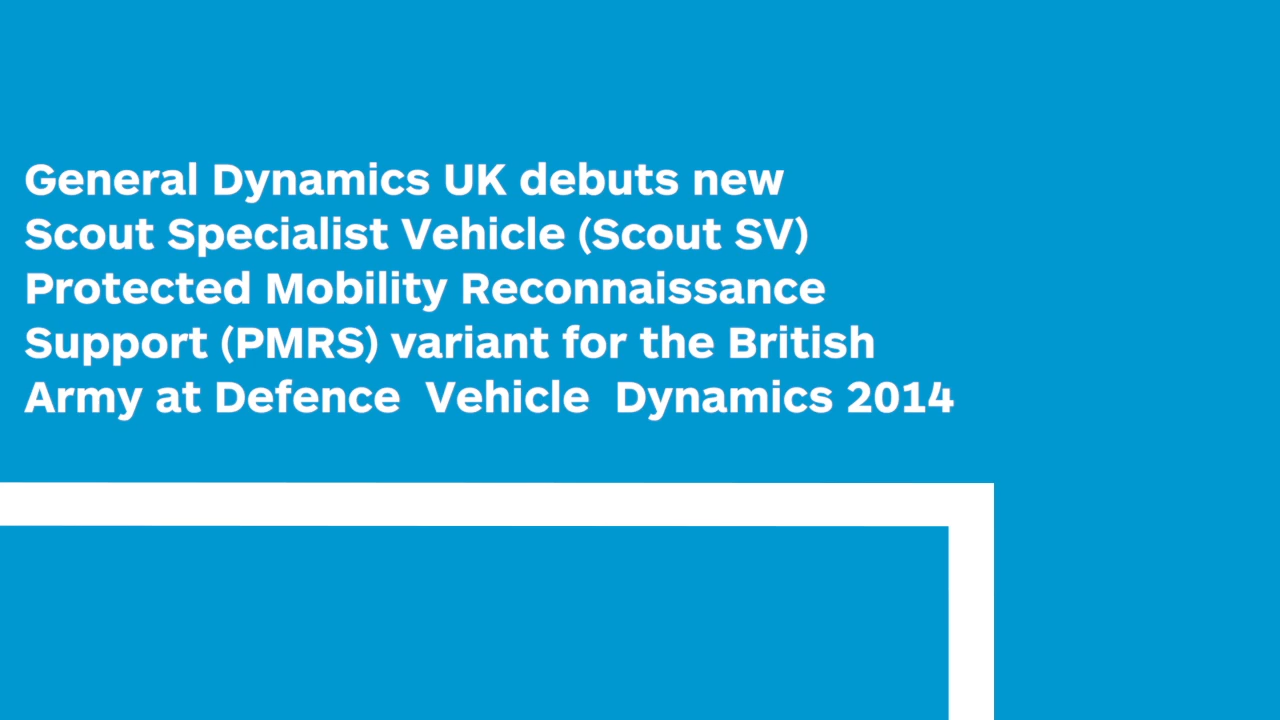 General Dynamics UK debuts new
Scout Specialist Vehicle (Scout SV)
Protected Mobility Reconnaissance
Support (PMRS) variant for the British
Army at Defence  Vehicle  Dynamics 2014